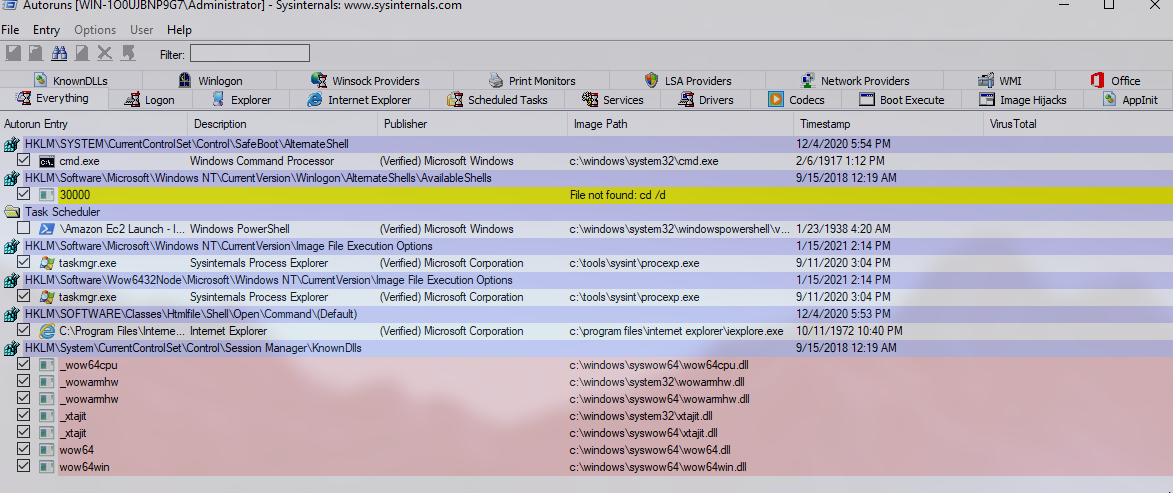 Autoruns [WIN-1O0UJBNP9G7\Administrator] - Sysinternals: www.sysinternals.com
File Entry Options User Help
Filter:
KnownDLLs Winlogon Winsock Providers Print Monitors LSA Providers Network Providers WMI Office
Everything Logon Explorer Internet Explorer Scheduled Tasks Services Drivers Codecs Boot Execute Image Hijacks AppInit
Autorun Entry Description Publisher Image Path Timestamp VirusTotal
HKLM\SYSTEM\CurrentControlSet\Control\SafeBoot\AlternateShell 12/4/2020 5:54 PM
cmd.exe Windows Command Processor (Verified) Microsoft Windows c:\windows\system32\cmd.exe 2/6/1917 1:12 PM
HKLM\Software\Microsoft\Windows NT\CurrentVersion\Winlogon\AlternateShells\AvailableShells 9/15/2018 12:19 AM
30000 File not found: cd /d
Task Scheduler
\Amazon Ec2 Launch - I... Windows PowerShell (Verified) Microsoft Windows c:\windows\system32\windowspowershell\v... 1/23/1938 4:20 AM
HKLM\Software\Microsoft\Windows NT\CurrentVersion\Image File Execution Options 1/15/2021 2:14 PM
taskmgr.exe Sysinternals Process Explorer (Verified) Microsoft Corporation c:\tools\sysint\procexp.exe 9/11/2020 3:04 PM
HKLM\Software\Wow6432Node\Microsoft\Windows NT\CurrentVersion\Image File Execution Options 1/15/2021 2:14 PM
taskmgr.exe Sysinternals Process Explorer (Verified) Microsoft Corporation c:\tools\sysint\procexp.exe 9/11/2020 3:04 PM
HKLM\SOFTWARE\Classes\Htmlfile\Shell\Open\Command\(Default) 12/4/2020 5:53 PM
C:\Program Files\Interne... Internet Explorer (Verified) Microsoft Corporation c:\program files\internet explorer\iexplore.exe 10/11/1972 10:40 PM
HKLM\System\CurrentControlSet\Control\Session Manager\KnownDlls 9/15/2018 12:19 AM
_wow64cpu c:\windows\syswow64\wow64cpu.dll
_wowarmhw c:\windows\system32\wowarmhw.dll
_wowarmhw c:\windows\syswow64\wowarmhw.dll
_xtajit c:\windows\system32\xtajit.dll
_xtajit c:\windows\syswow64\xtajit.dll
wow64 c:\windows\syswow64\wow64.dll
wow64win c:\windows\syswow64\wow64win.dll